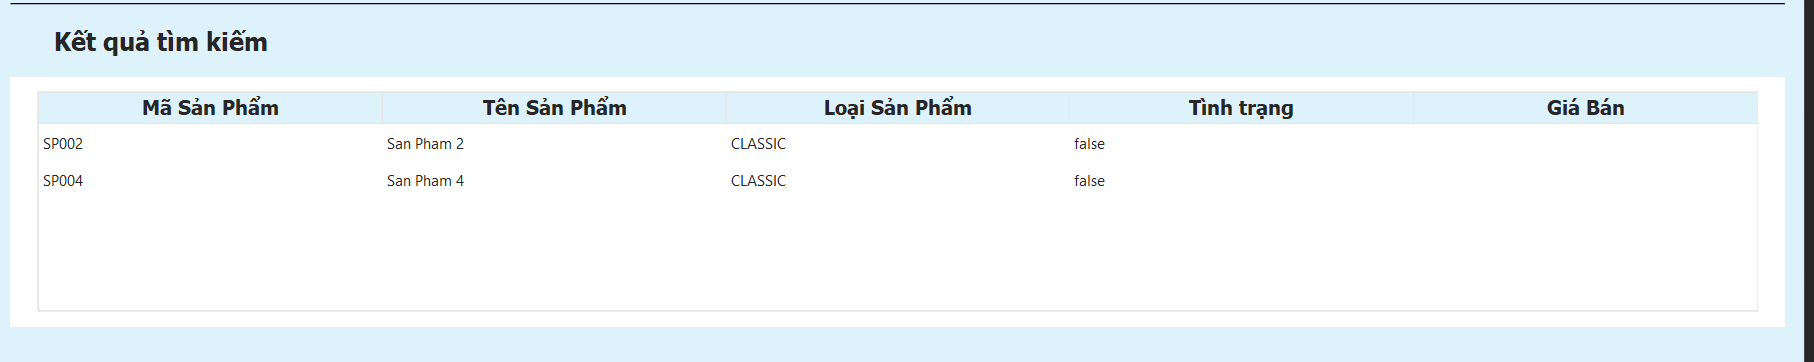 Kết quả tìm kiếm
Mã Sản Phẩm Tên Sản Phẩm Loại Sản Phẩm Tình trạng Giá Bán
SP002 San Pham 2 CLASSIC false
SP004 San Pham 4 CLASSIC false